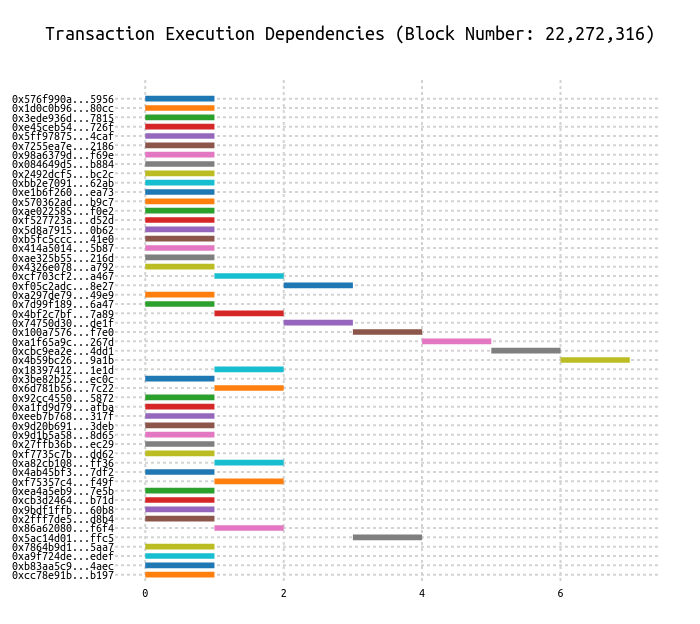 Transaction Execution Dependencies (Block Number: 22,272,316)
0x576f990a...5956
0x1d0c0b96...80cc
0x3ede936d...7815
0xe45ceb54...726f
0x5ff97875...4caf
0x7255ea7e...2186
0x98a6379d...f69e
0x084649d5...b884
0x2492dcf5...bc2c
0xbb2e7091...62ab
0xe1b6f260...ea73
0x570362ad...b9c7
0xae022585...f0e2
0xf527723a...d52d
0x5d8a7915...0b62
0xb5fc5ccc...41e0
0x414a5014...5b87
0xae325b55...216d
0x4326e078...a792
0xcf703cf2...a467
0xf05c2adc...8e27
0xa297de79...49e9
0x7d99f189...6a47
0x4bf2c7bf...7a89
0x74750d30...de1f
0x100a7576...f7e0
0xa1f65a9c...267d
0xcbc9ea2e...4dd1
0x4b59bc26...9a1b
0x18397412...1e1d
0x3be82b25...ec0c
0x6d781b56...7c22
0x92cc4550...5872
0xa1fd9d79...afba
0xeeb7b768...317f
0x9d20b691...3deb
0x9d1b5a58...8d65
0x27ffb36b...ec29
0xf7735c7b...dd62
0xa82cb108...ff36
0x4ab45bf3...7df2
0xf75357c4...f49f
0xea4a5eb9...7e5b
0xcb3d2464...b71d
0x9bdf1ffb...60b8
0x2fff7de5...d8b4
0x86a62080...f6f4
0x5ac14d01...ffc5
0x7864b9d1...5aa7
0xa9f724de...edef
0xb83aa5c9...4aec
0xcc78e91b...b197
0 2 4 6